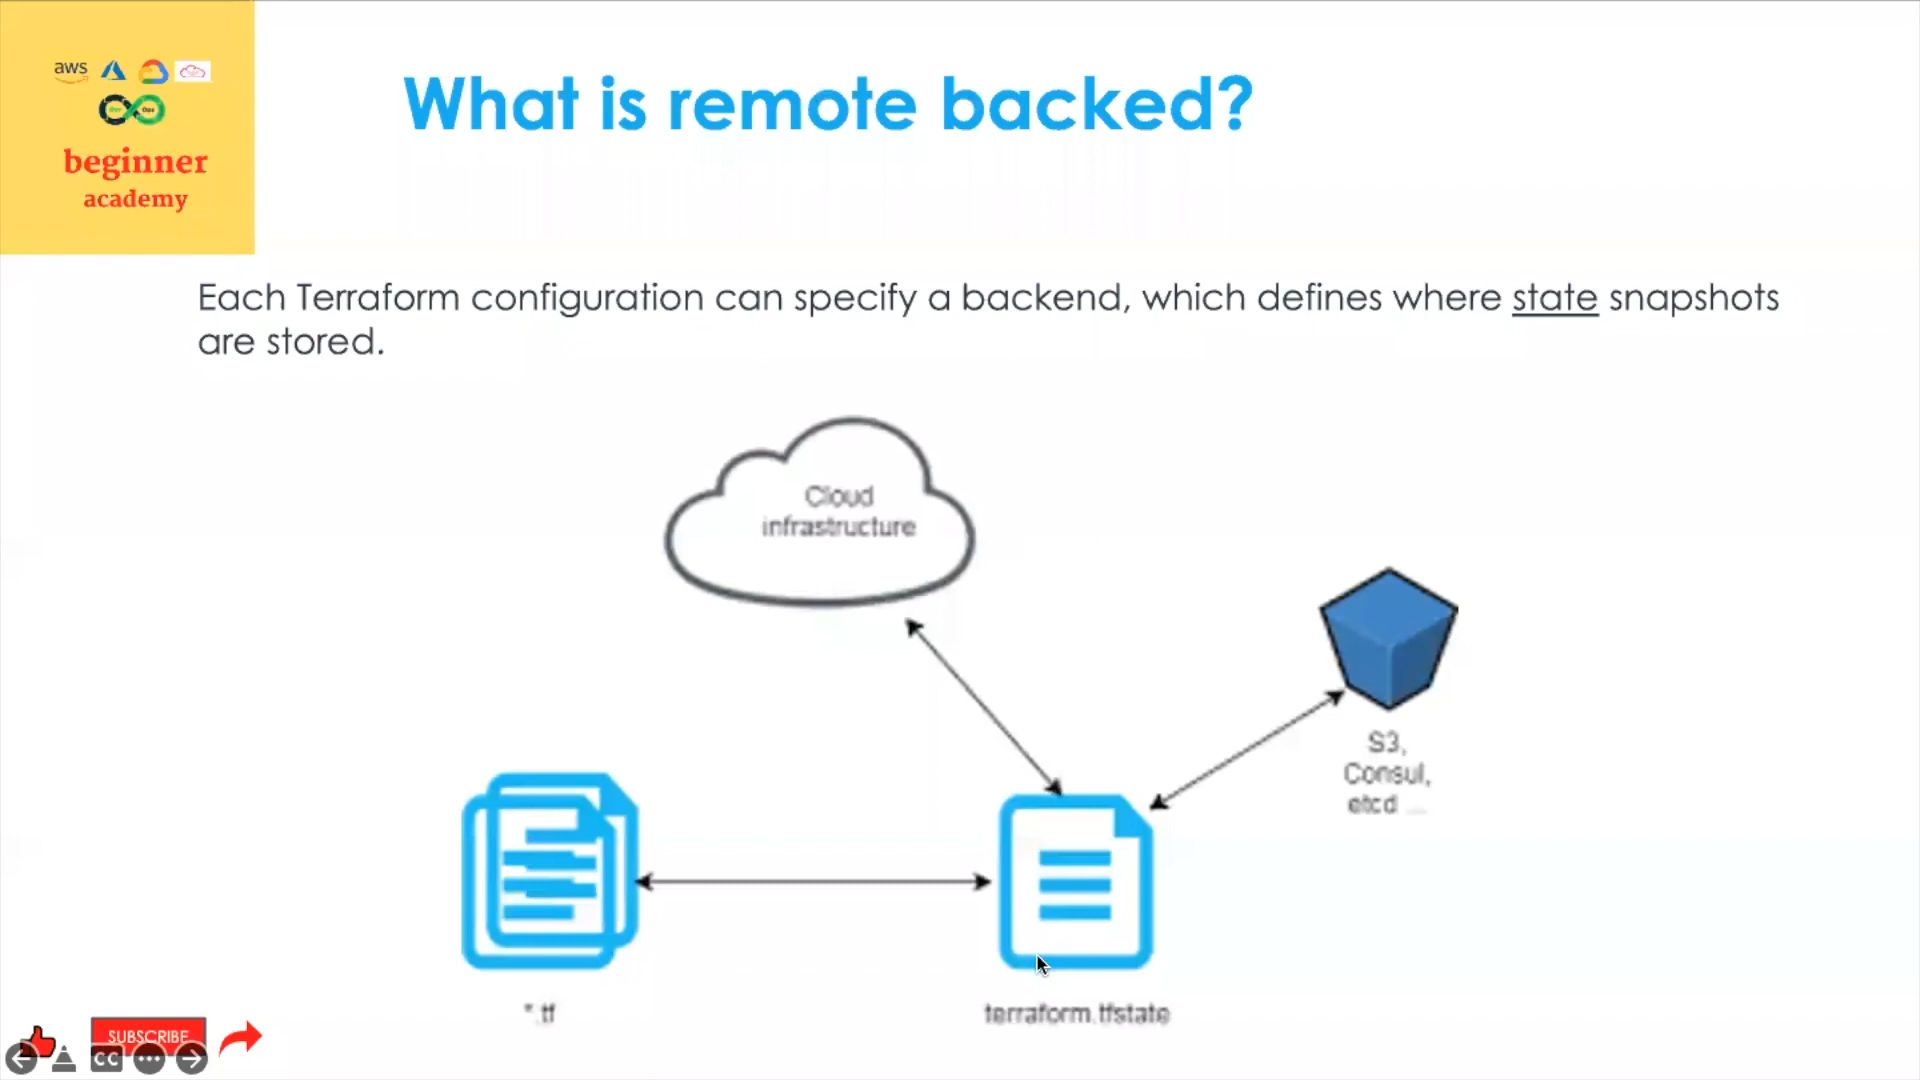 aws
beginner
academy
What is remote backed?
Each Terraform configuration can specify a backend, which defines where state snapshots
are stored.
Cloud
infrastructure
S3,
Consul,
etcd ...
*.tf
terraform.tfstate
SUBSCRIBE
CC